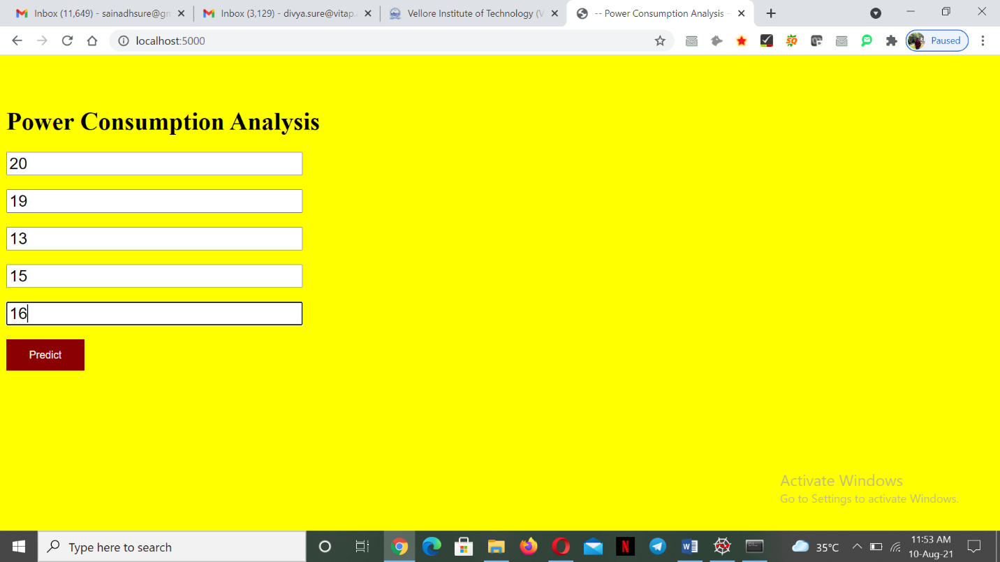 Inbox (11,649) - sainadhsure@gm
Inbox (3,129) - divya.sure@vitap.
Vellore Institute of Technology (V
-- Power Consumption Analysis -
localhost:5000
Paused
Power Consumption Analysis
20
19
13
15
16
Predict
Activate Windows
Go to Settings to activate Windows.
Type here to search
35°C
11:53 AM
10-Aug-21